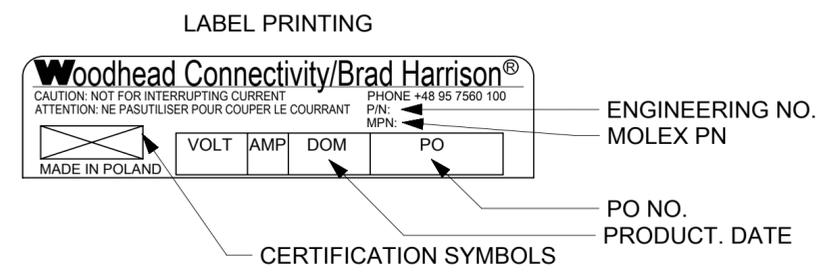 LABEL PRINTING
Woodhead Connectivity/Brad Harrison®
CAUTION: NOT FOR INTERRUPTING CURRENT
ATTENTION: NE PASUTILISER POUR COUPER LE COURRANT
PHONE +48 95 7560 100
P/N:
MPN:
ENGINEERING NO.
MOLEX PN
VOLT AMP DOM PO
MADE IN POLAND
PO NO.
PRODUCT. DATE
CERTIFICATION SYMBOLS